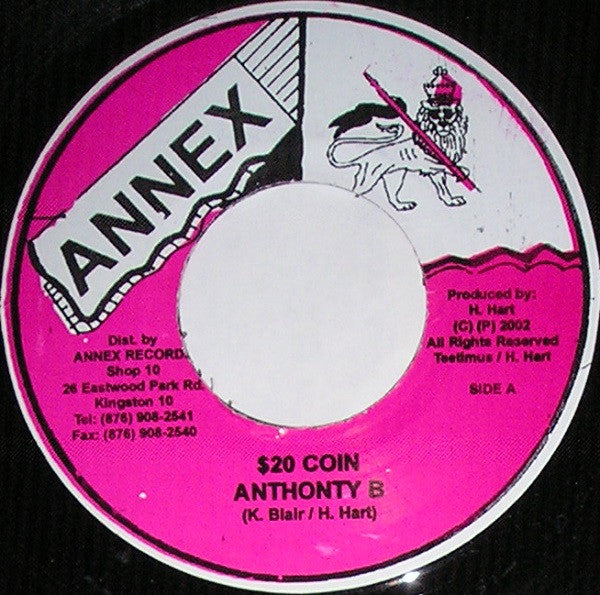 ANNEX
Dist. by
ANNEX RECORD.
Shop 10
26 Eastwood Park Rd.
Kingston 10
Tel: (876) 908-2541
Fax: (876) 908-2540
Produced by:
H. Hart
(C) (P) 2002
All Rights Reserved
Teetimus / H. Hart
SIDE A
$20 COIN
ANTHONTY B
(K. Blair / H. Hart)